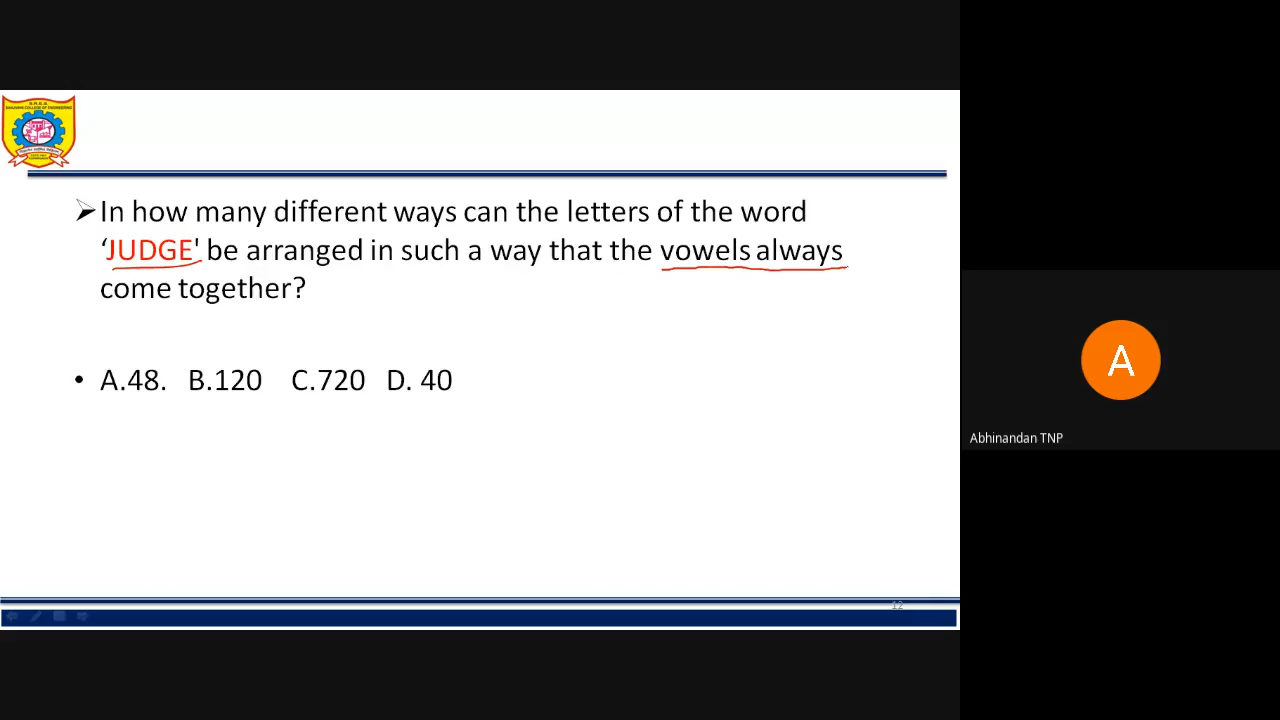 ➢In how many different ways can the letters of the word
‘JUDGE' be arranged in such a way that the vowels always
come together?
• A.48. B.120 C.720 D. 40
12
A
Abhinandan TNP